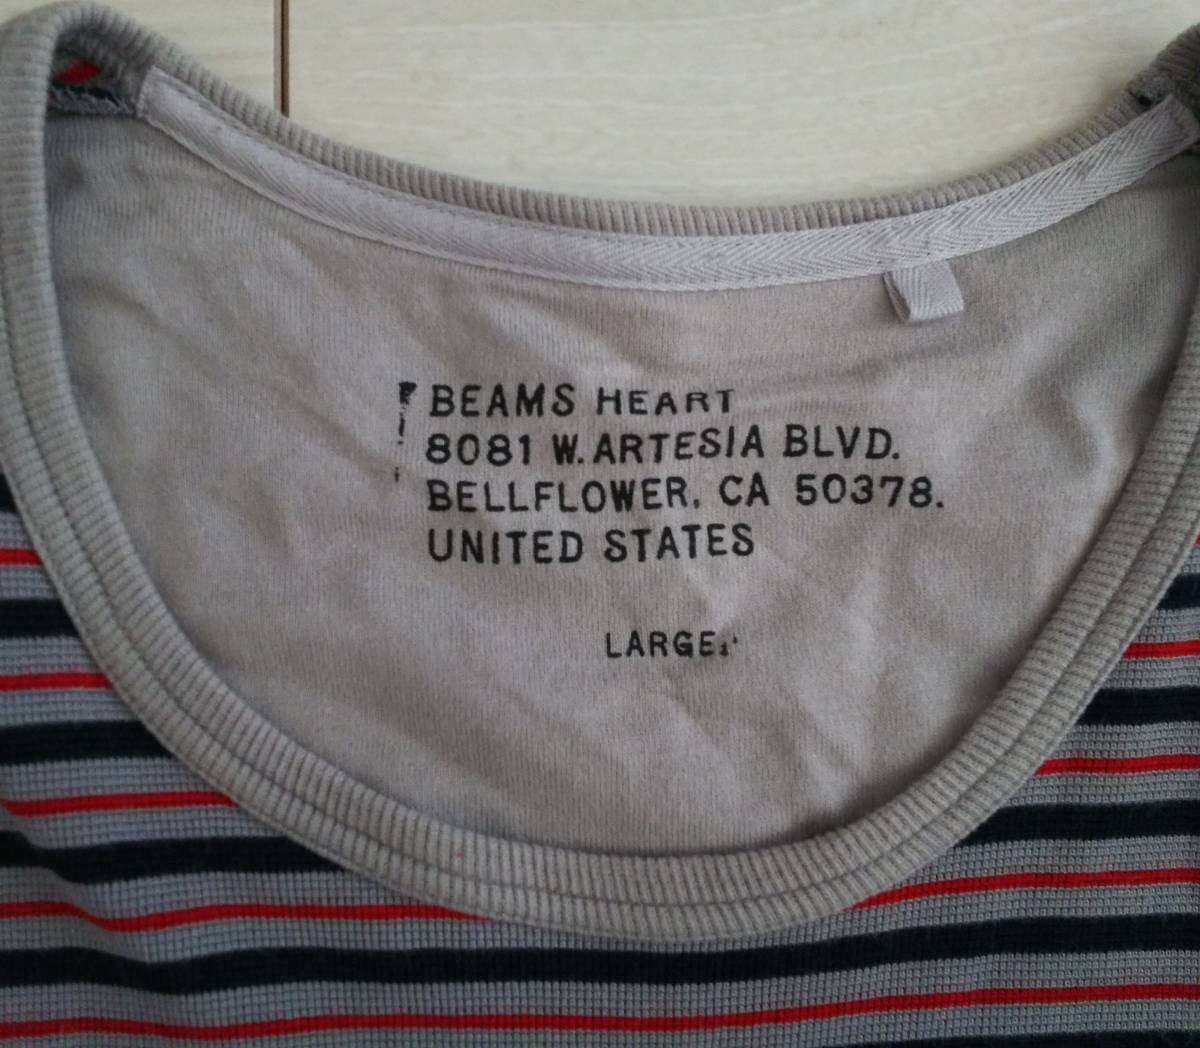 BEAMS HEART
8081 W. ARTESIA BLVD.
BELLFLOWER, CA 50378.
UNITED STATES
LARGE